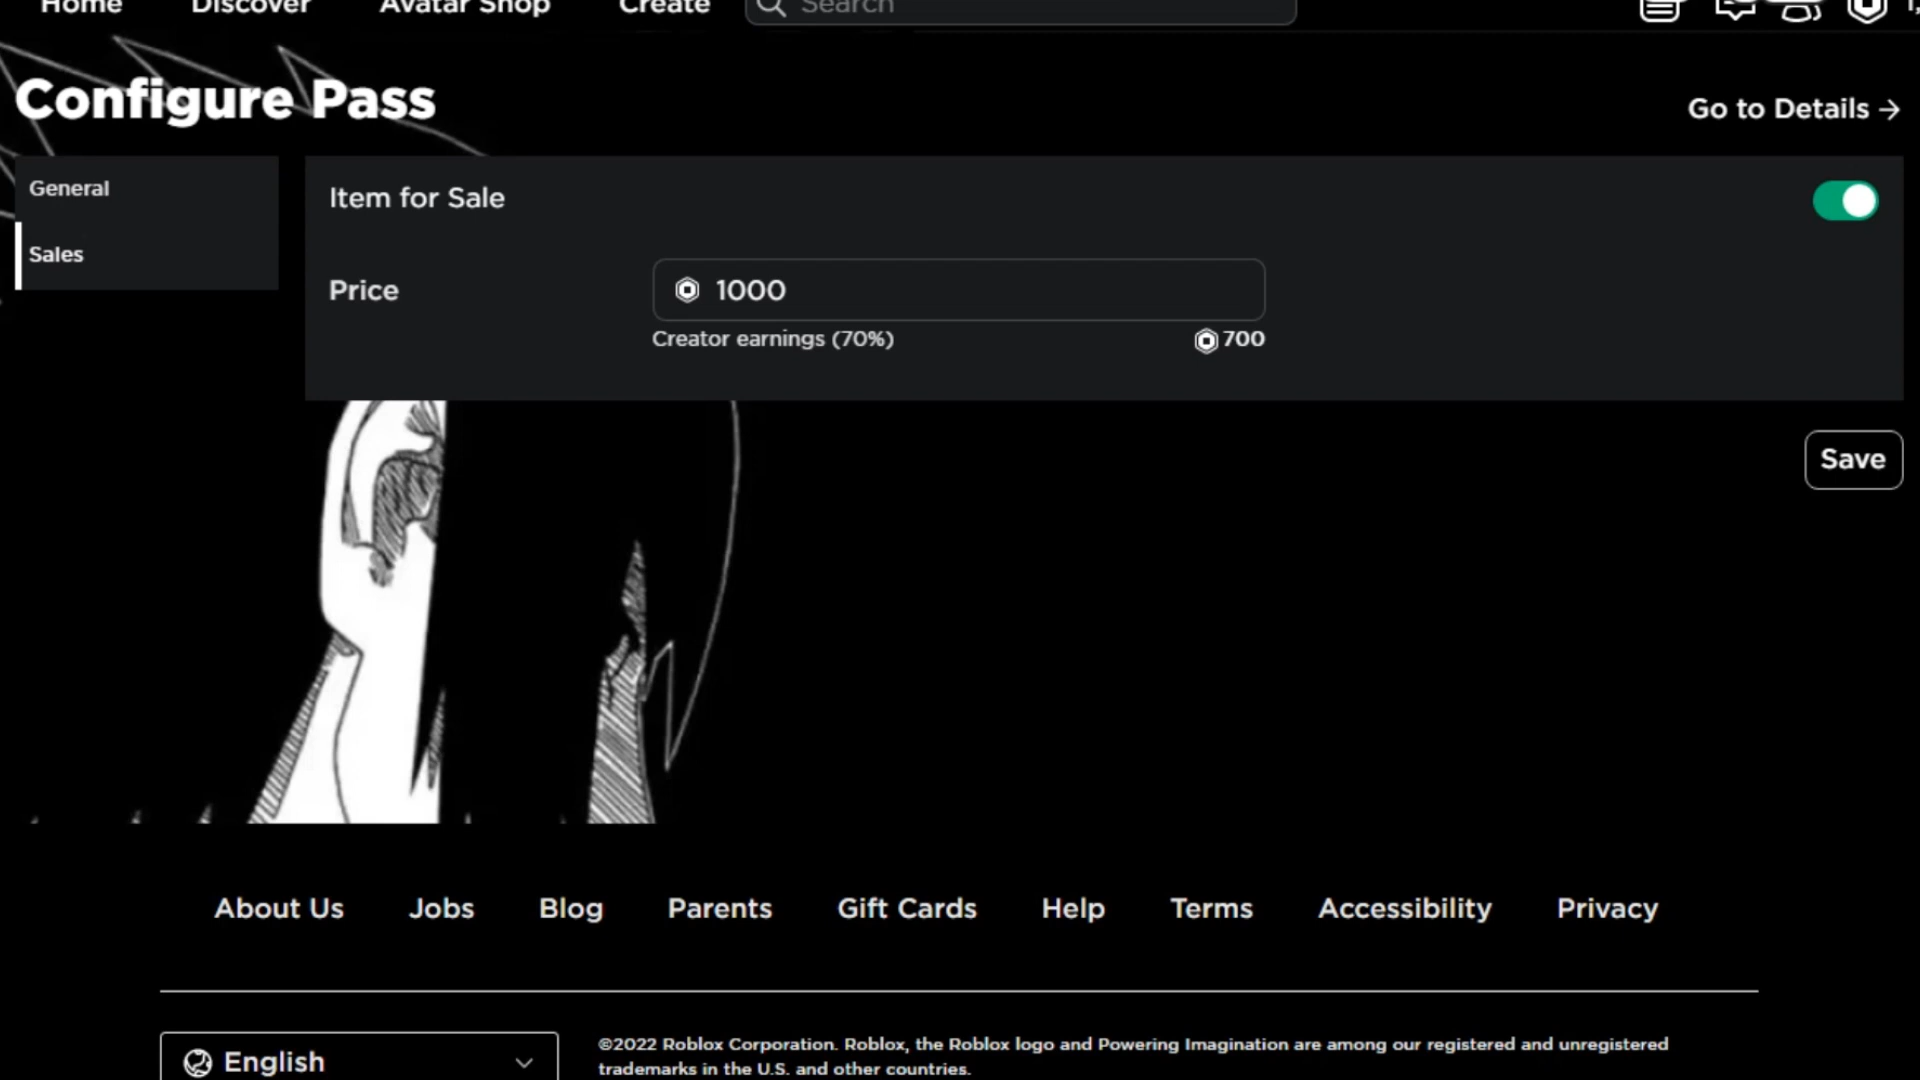 Home Discover Avatar Shop Create Search
Configure Pass
Go to Details →
General
Sales
Item for Sale
Price
1000
Creator earnings (70%)
700
Save
About Us Jobs Blog Parents Gift Cards Help Terms Accessibility Privacy
English
©2022 Roblox Corporation. Roblox, the Roblox logo and Powering Imagination are among our registered and unregistered
trademarks in the U.S. and other countries.